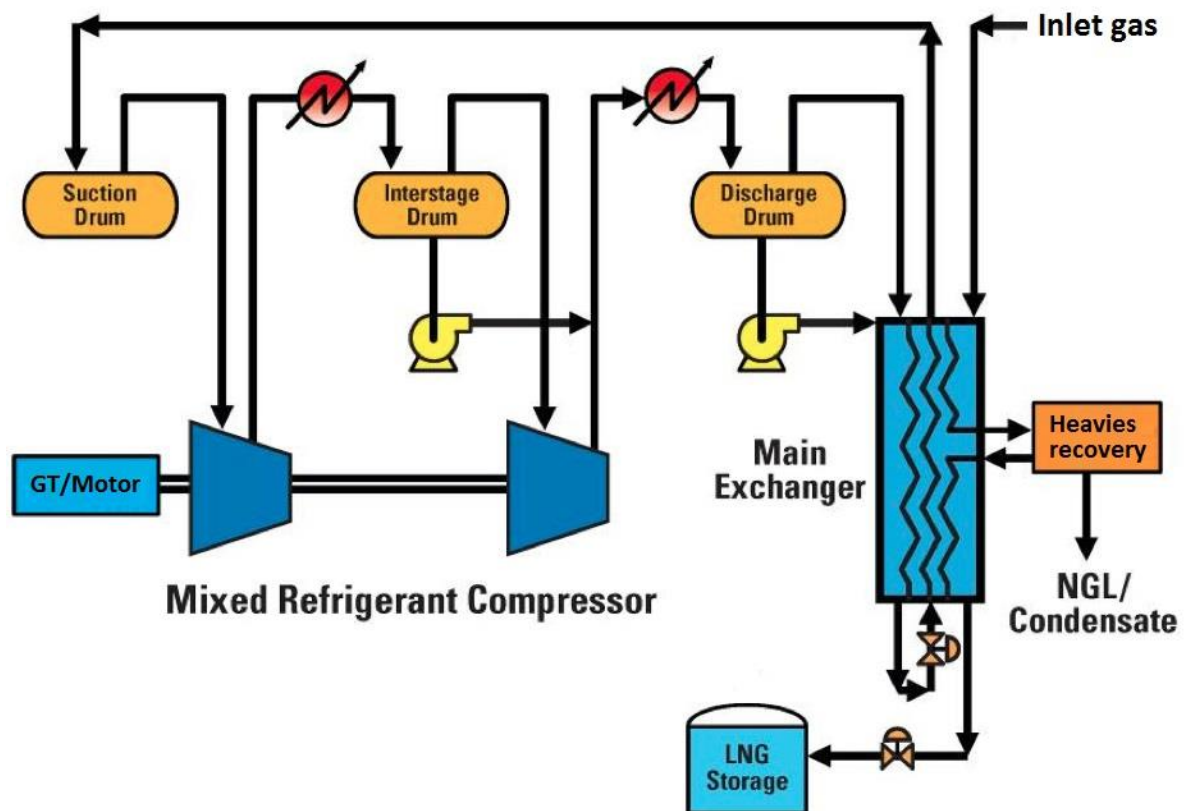 Inlet gas
Suction
Drum
Interstage
Drum
Discharge
Drum
GT/Motor
Main
Exchanger
Heavies
recovery
Mixed Refrigerant Compressor
NGL/
Condensate
LNG
Storage